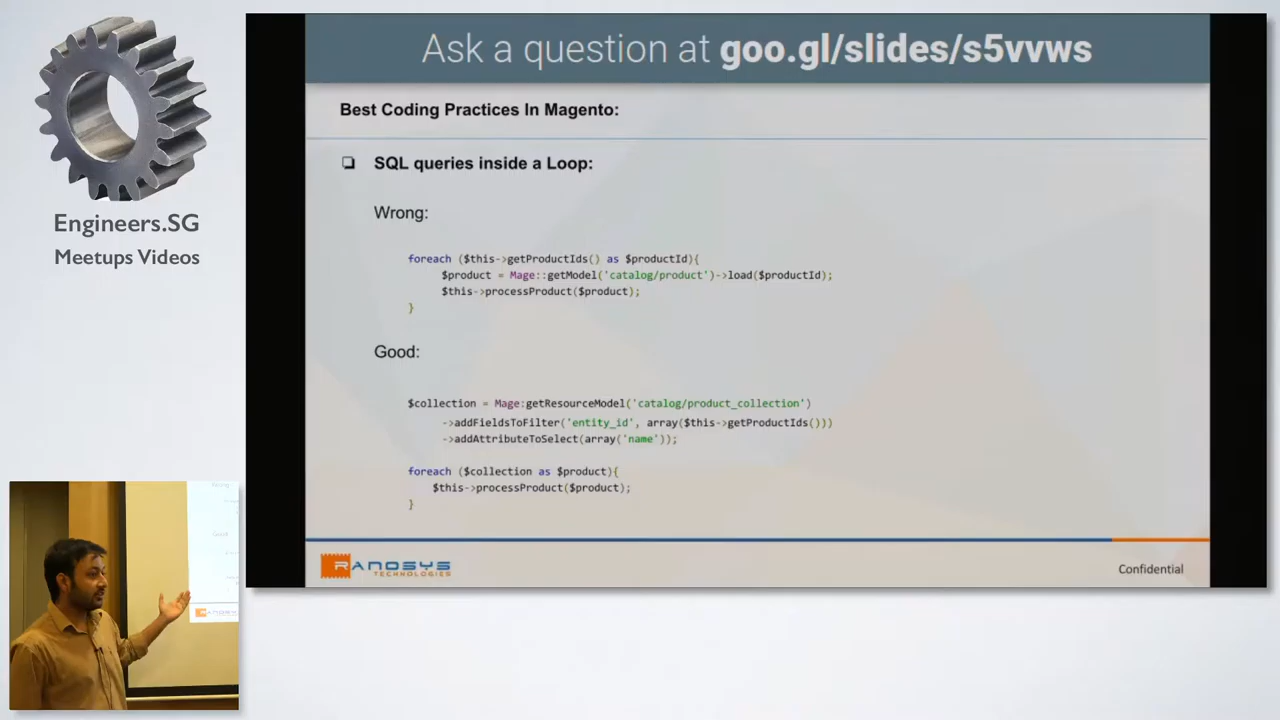 Ask a question at goo.gl/slides/s5vvws
Best Coding Practices In Magento:
❑ SQL queries inside a Loop:
Wrong:
foreach ($this->getProductIds() as $productId){
$product = Mage::getModel('catalog/product')->load($productId);
$this->processProduct($product);
}
Good:
$collection = Mage:getResourceModel('catalog/product_collection')
->addFieldsToFilter('entity_id', array($this->getProductIds()))
->addAttributeToSelect(array('name'));
foreach ($collection as $product){
$this->processProduct($product);
}
RANOSYS
TECHNOLOGIES
Confidential
Engineers.SG
Meetups Videos